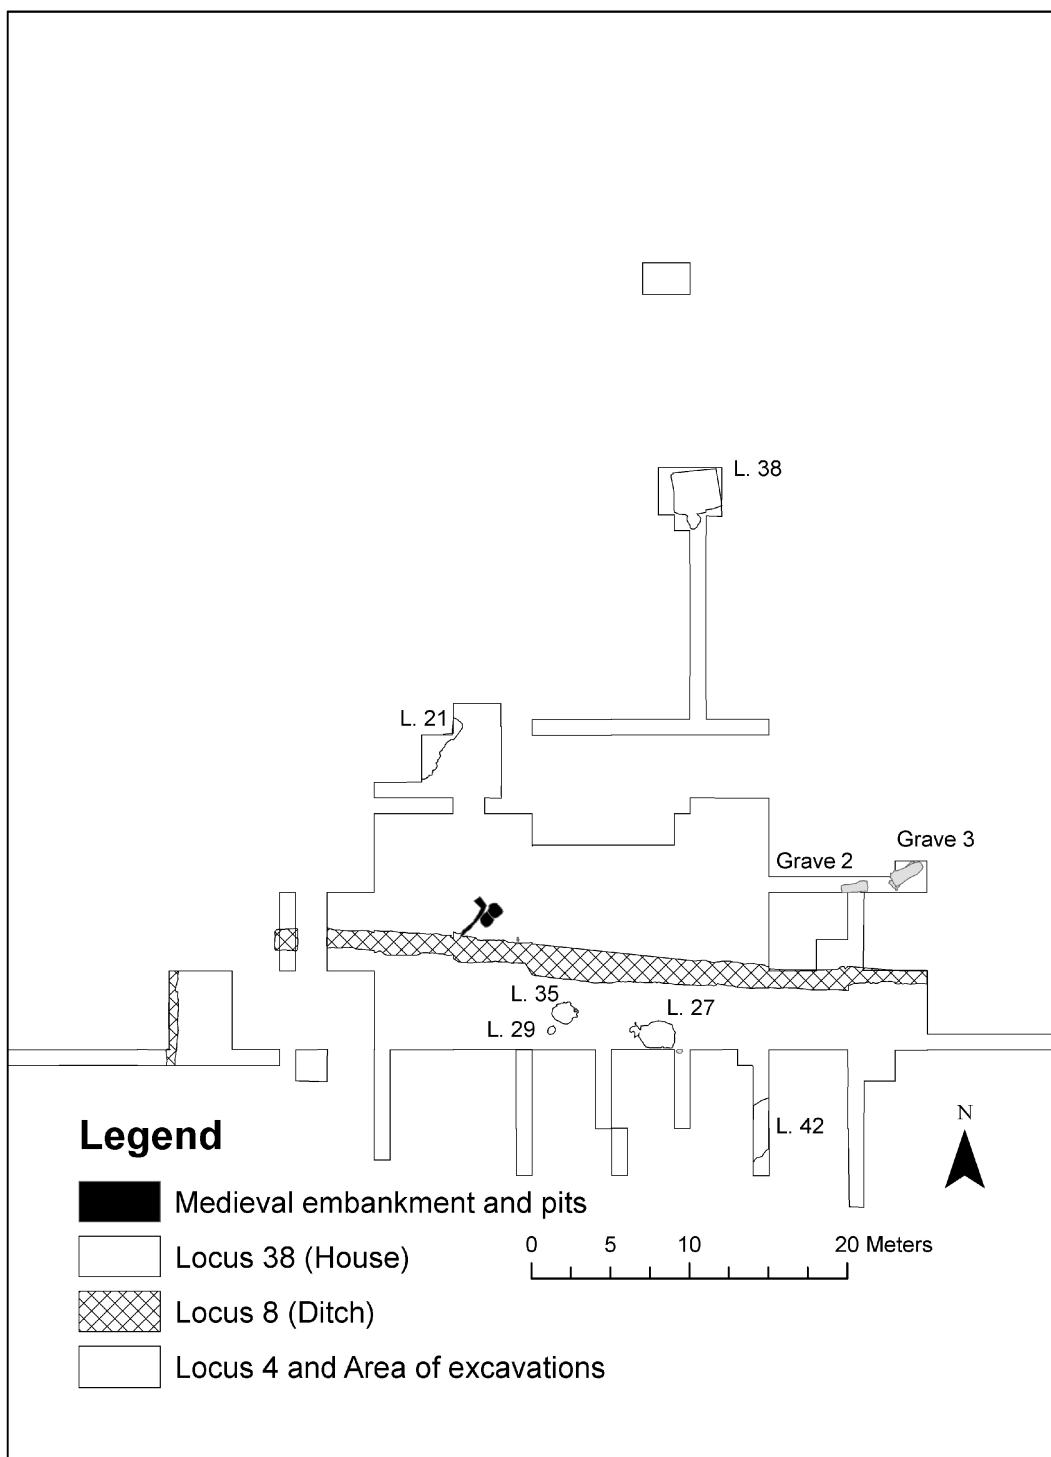 L. 38
L. 21
Grave 3
Grave 2
L. 35
L. 27
L. 29
L. 42
N
Legend
Medieval embankment and pits
Locus 38 (House)
Locus 8 (Ditch)
Locus 4 and Area of excavations
0 5 10 20 Meters